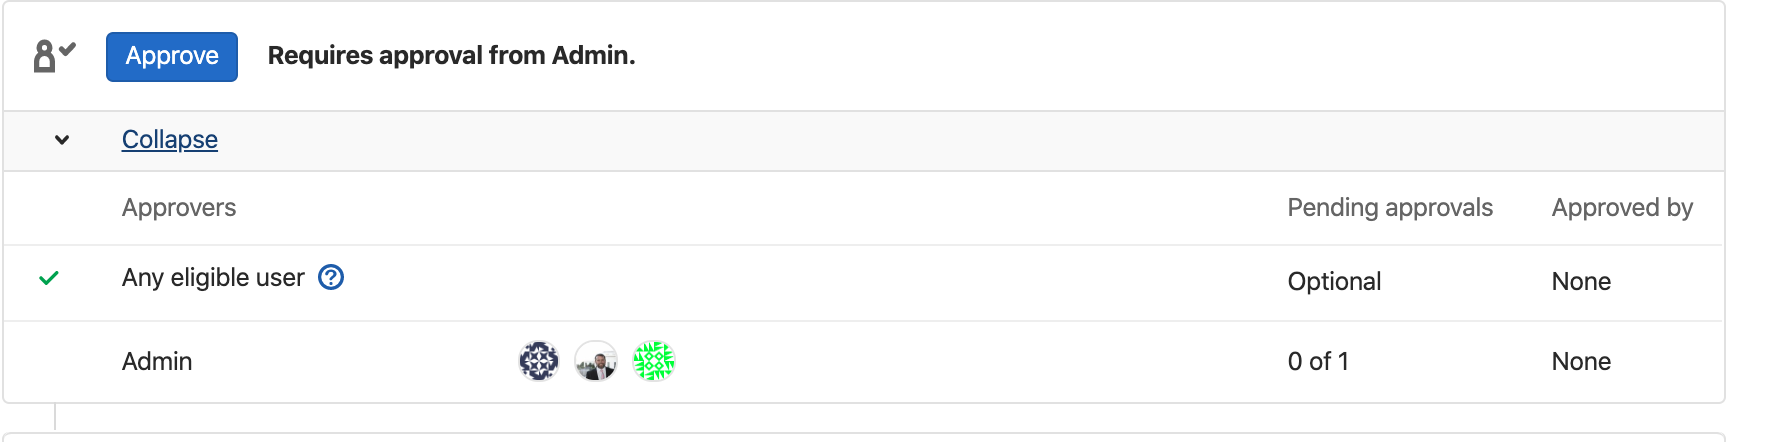 Approve Requires approval from Admin.
Collapse
Approvers Pending approvals Approved by
Any eligible user ? Optional None
Admin 0 of 1 None